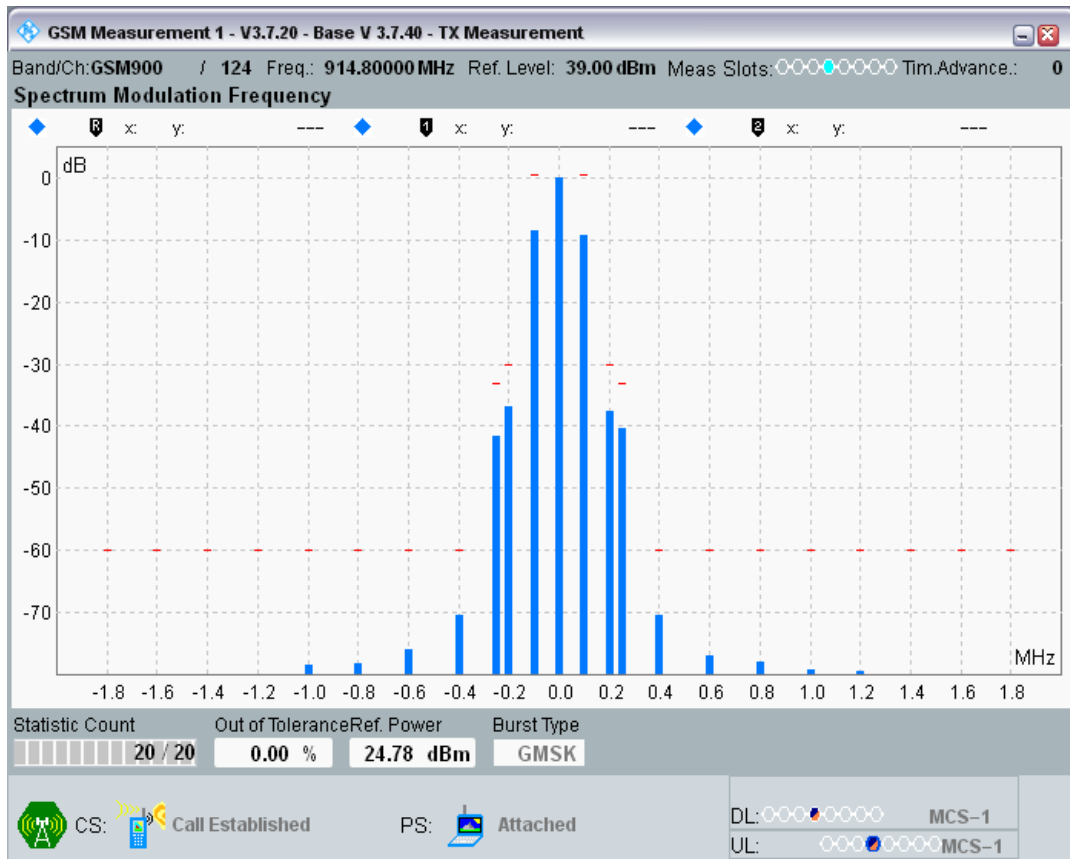 GSM Measurement 1 - V3.7.20 - Base V 3.7.40 - TX Measurement
Band/Ch:GSM900 / 124 Freq.: 914.80000 MHz Ref. Level: 39.00 dBm Meas Slots: Tim.Advance.: 0
Spectrum Modulation Frequency
R x: y: --- 1 x: y: --- 2 x: y: ---
dB
0
-10
-20
-30
-40
-50
-60
-70
MHz
-1.8 -1.6 -1.4 -1.2 -1.0 -0.8 -0.6 -0.4 -0.2 0.0 0.2 0.4 0.6 0.8 1.0 1.2 1.4 1.6 1.8
Statistic Count Out of Tolerance Ref. Power Burst Type
20 / 20 0.00 % 24.78 dBm GMSK
CS: Call Established PS: Attached
DL: MCS-1
UL: MCS-1